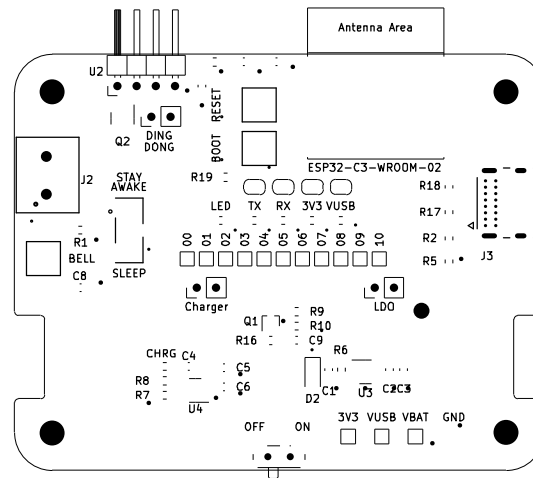 Antenna Area
U2
RESET
Q2
DING
DONG
BOOT
ESP32-C3-WROOM-02
J2
STAY
AWAKE
R19
R18
LED
TX
RX
3V3
VUSB
R17
R1
BELL
00
01
02
03
04
05
06
07
08
09
10
R2
R5
J3
C8
SLEEP
Charger
LDO
Q1
R9
R10
R16
C9
CHRG
C4
R6
R8
C5
R7
C6
U4
D2
C1
U3
C2
C3
3V3
VUSB
VBAT
GND
OFF
ON